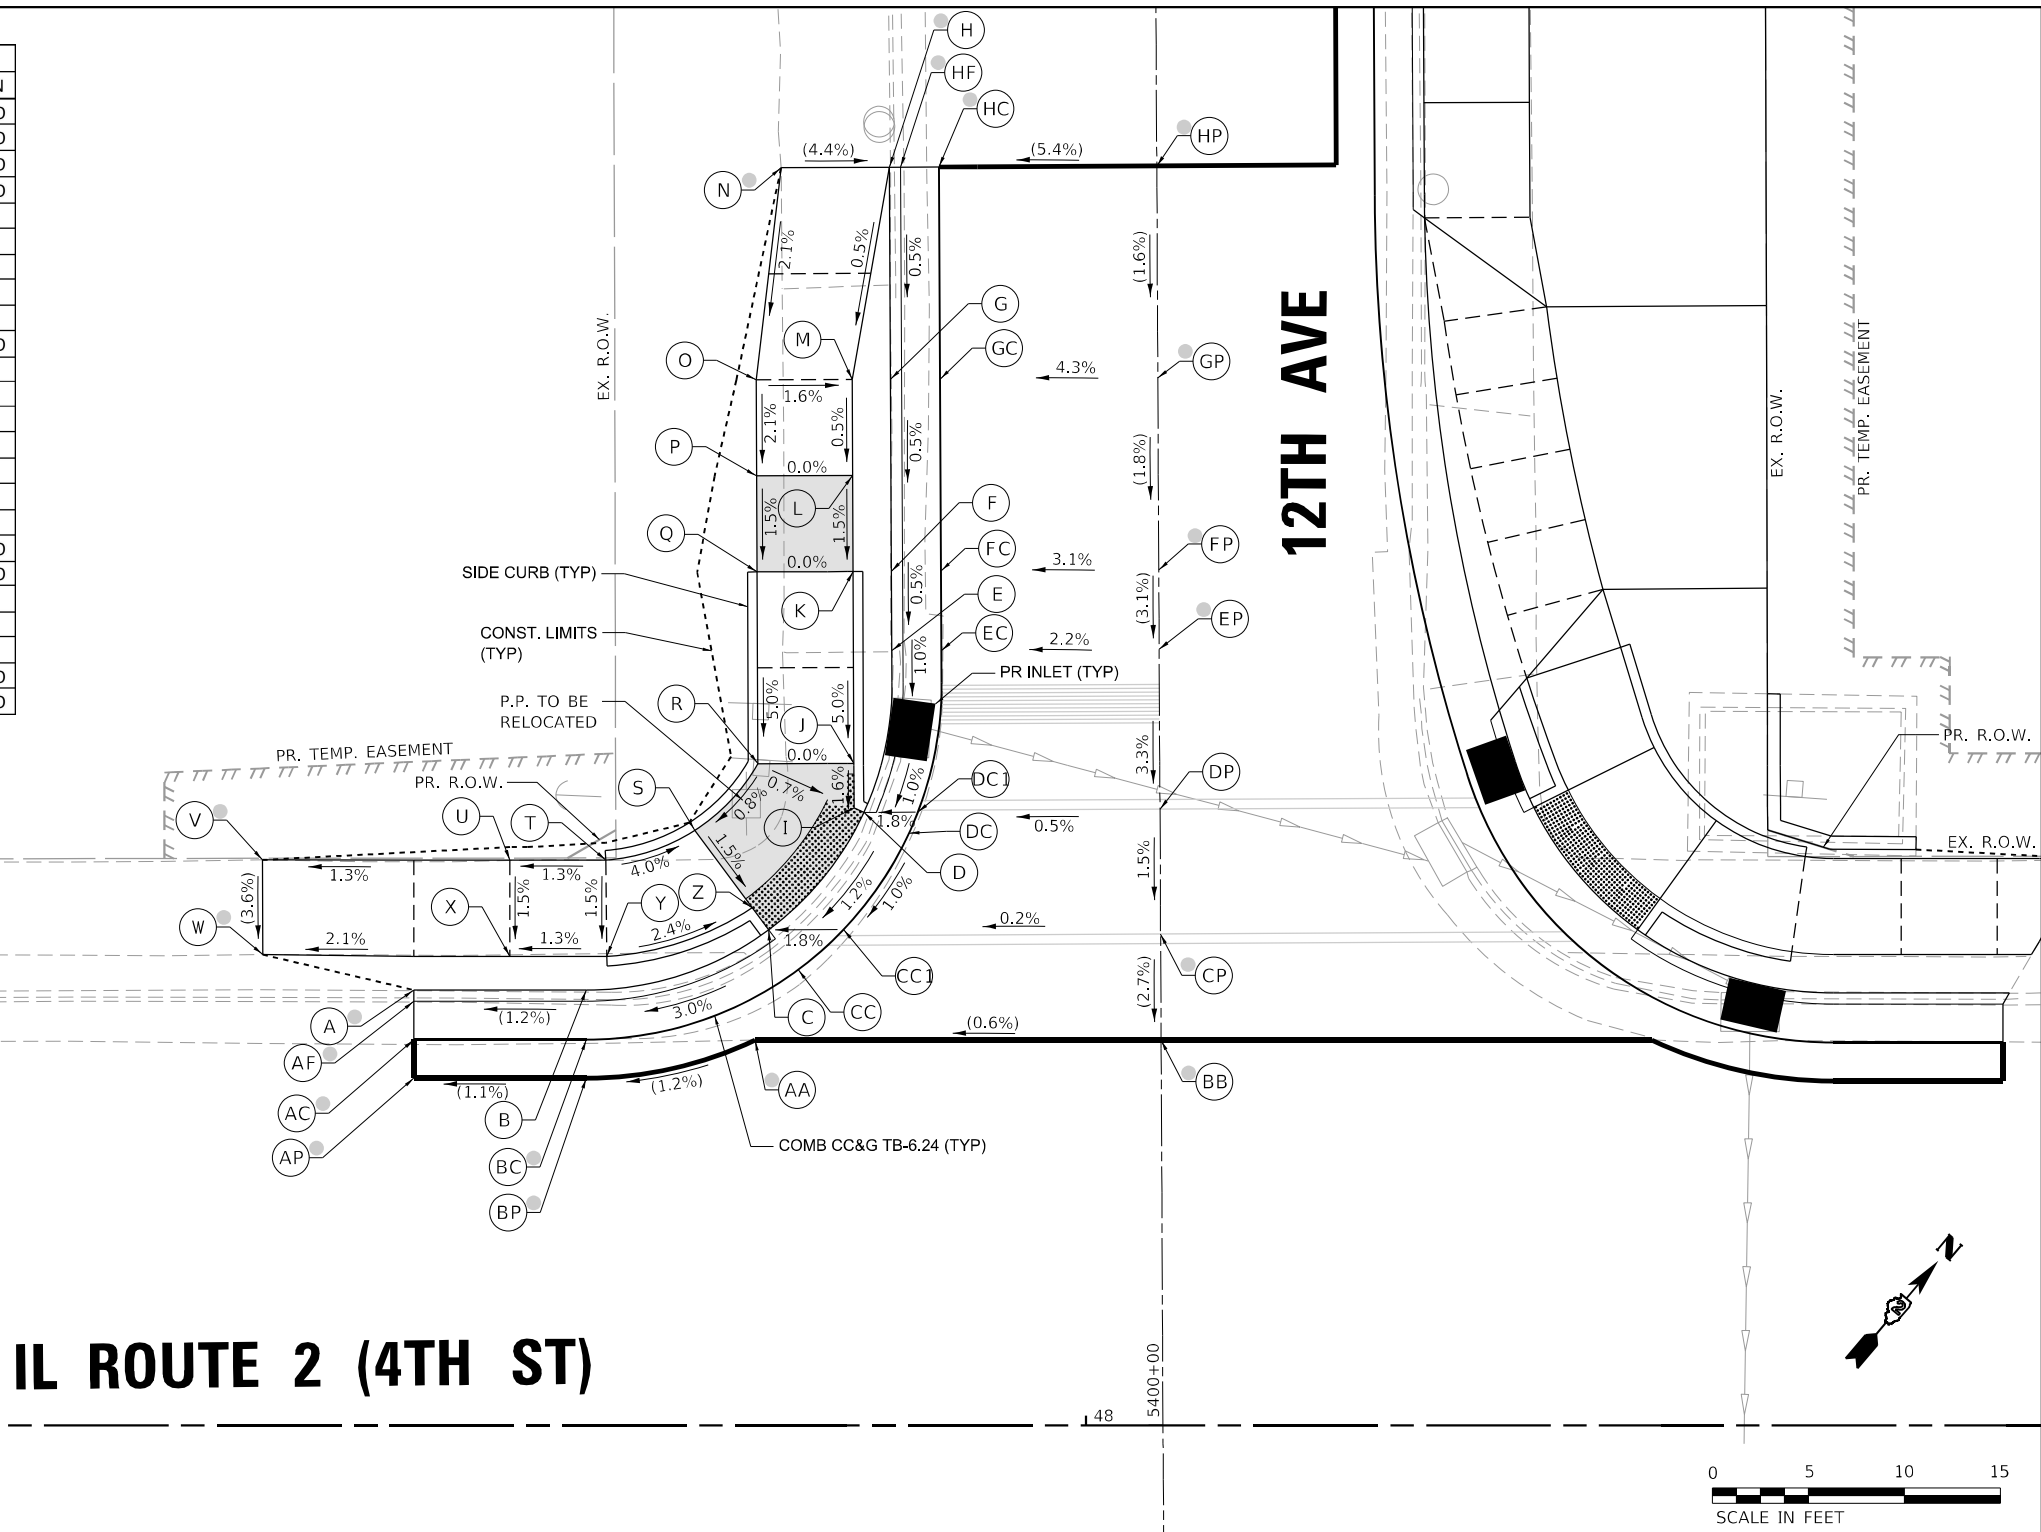 H
HF
HC
HP
(4.4%)
(5.4%)
N
2.1%
0.5%
0.5%
(1.6%)
EX. R.O.W.
G
GC
GP
M
O
4.3%
1.6%
12TH AVE
PR. TEMP. EASEMENT
EX. R.O.W.
2.1%
0.5%
0.5%
(1.8%)
P
0.0%
L
1.5%
1.5%
F
Q
FC
FP
0.0%
3.1%
SIDE CURB (TYP)
0.5%
(3.1%)
E
K
EP
CONST. LIMITS
(TYP)
EC
2.2%
1.0%
PR INLET (TYP)
P.P. TO BE
RELOCATED
R
5.0%
5.0%
J
PR. TEMP. EASEMENT
0.0%
3.3%
PR. R.O.W.
PR. R.O.W.
S
0.7%
0.8%
1.6%
1.0%
DC1
DP
V
U
T
I
1.8%
0.5%
DC
EX. R.O.W.
1.3%
1.3%
4.0%
1.5%
1.5%
D
(3.6%)
1.5%
1.5%
X
Y
Z
1.2%
1.0%
W
2.1%
1.3%
2.4%
1.8%
0.2%
CC1
CP
(2.7%)
A
(1.2%)
3.0%
C
CC
(0.6%)
AF
AA
BB
(1.1%)
(1.2%)
AC
B
COMB CC&G TB-6.24 (TYP)
AP
BC
BP
N
2
IL ROUTE 2 (4TH ST)
48
5400+00
0 5 10 15
SCALE IN FEET